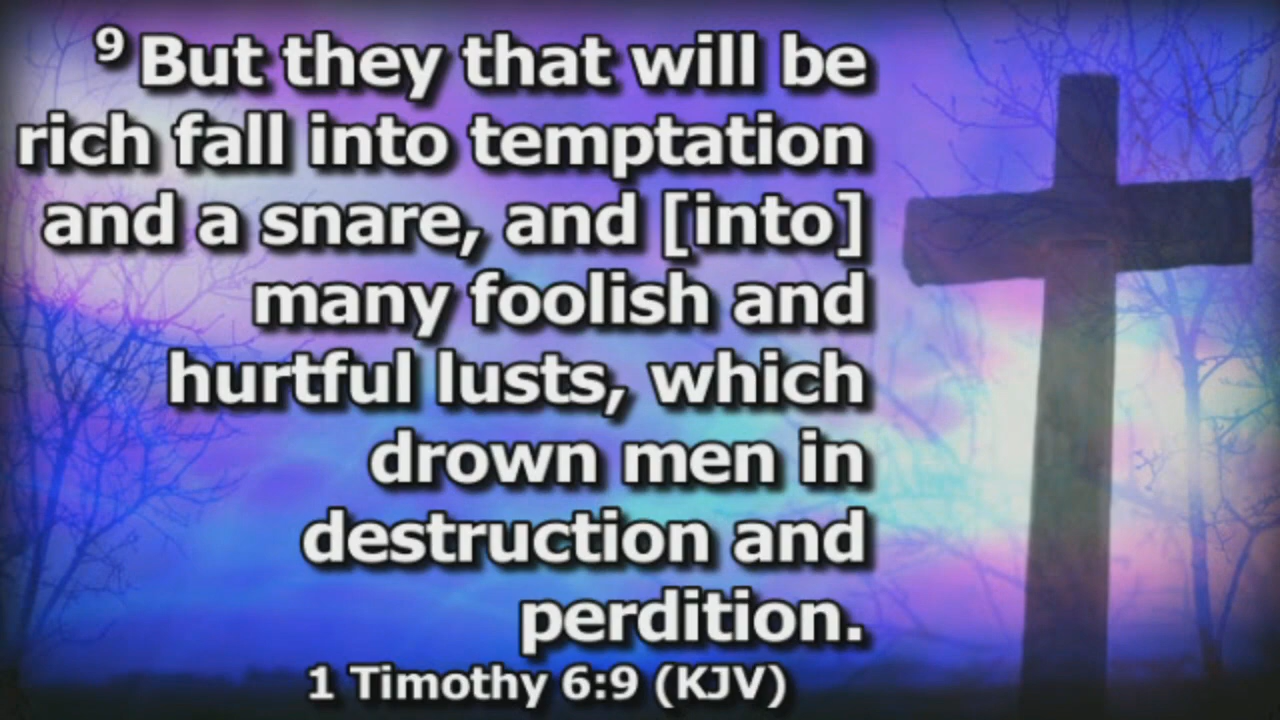 9 But they that will be
rich fall into temptation
and a snare, and [into]
many foolish and
hurtful lusts, which
drown men in
destruction and
perdition.
1 Timothy 6:9 (KJV)